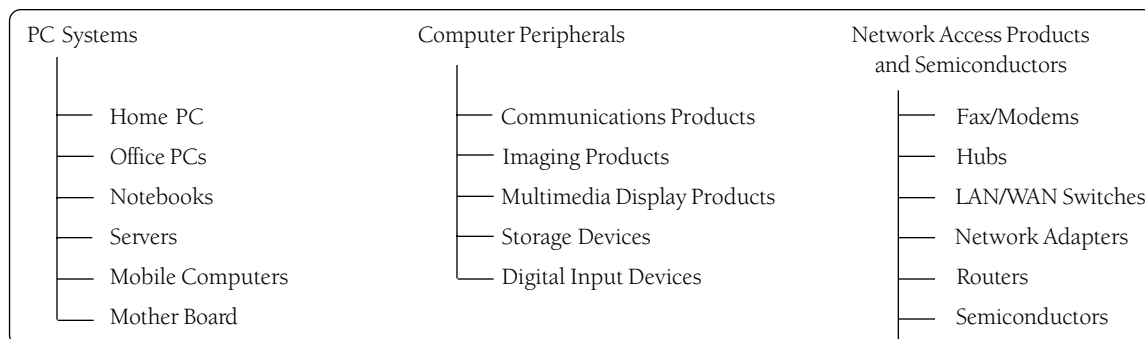 PC Systems
Home PC
Office PCs
Notebooks
Servers
Mobile Computers
Mother Board
Computer Peripherals
Communications Products
Imaging Products
Multimedia Display Products
Storage Devices
Digital Input Devices
Network Access Products
and Semiconductors
Fax/Modems
Hubs
LAN/WAN Switches
Network Adapters
Routers
Semiconductors